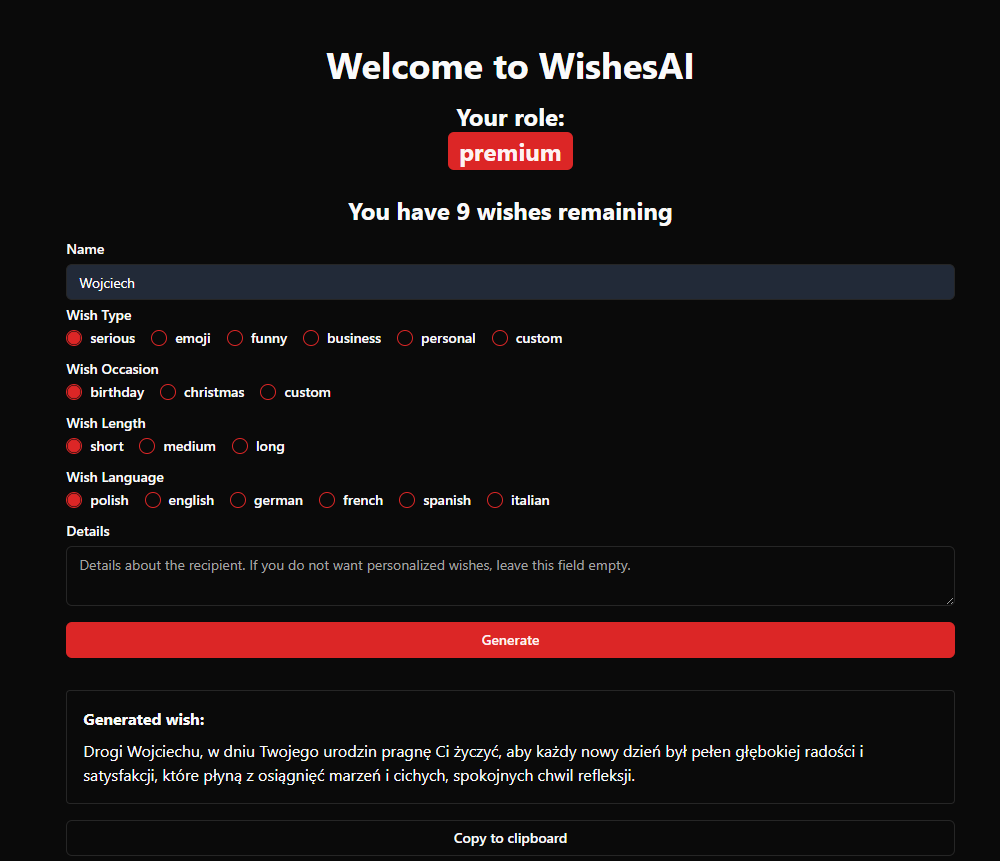 Welcome to WishesAI
Your role:
premium
You have 9 wishes remaining
Name
Wojciech
Wish Type
serious emoji funny business personal custom
Wish Occasion
birthday christmas custom
Wish Length
short medium long
Wish Language
polish english german french spanish italian
Details
Details about the recipient. If you do not want personalized wishes, leave this field empty.
Generate
Generated wish:
Drogi Wojciechu, w dniu Twojego urodzin pragnę Ci życzyć, aby każdy nowy dzień był pełen głębokiej radości i
satysfakcji, które płyną z osiągnięć marzeń i cichych, spokojnych chwil refleksji.
Copy to clipboard